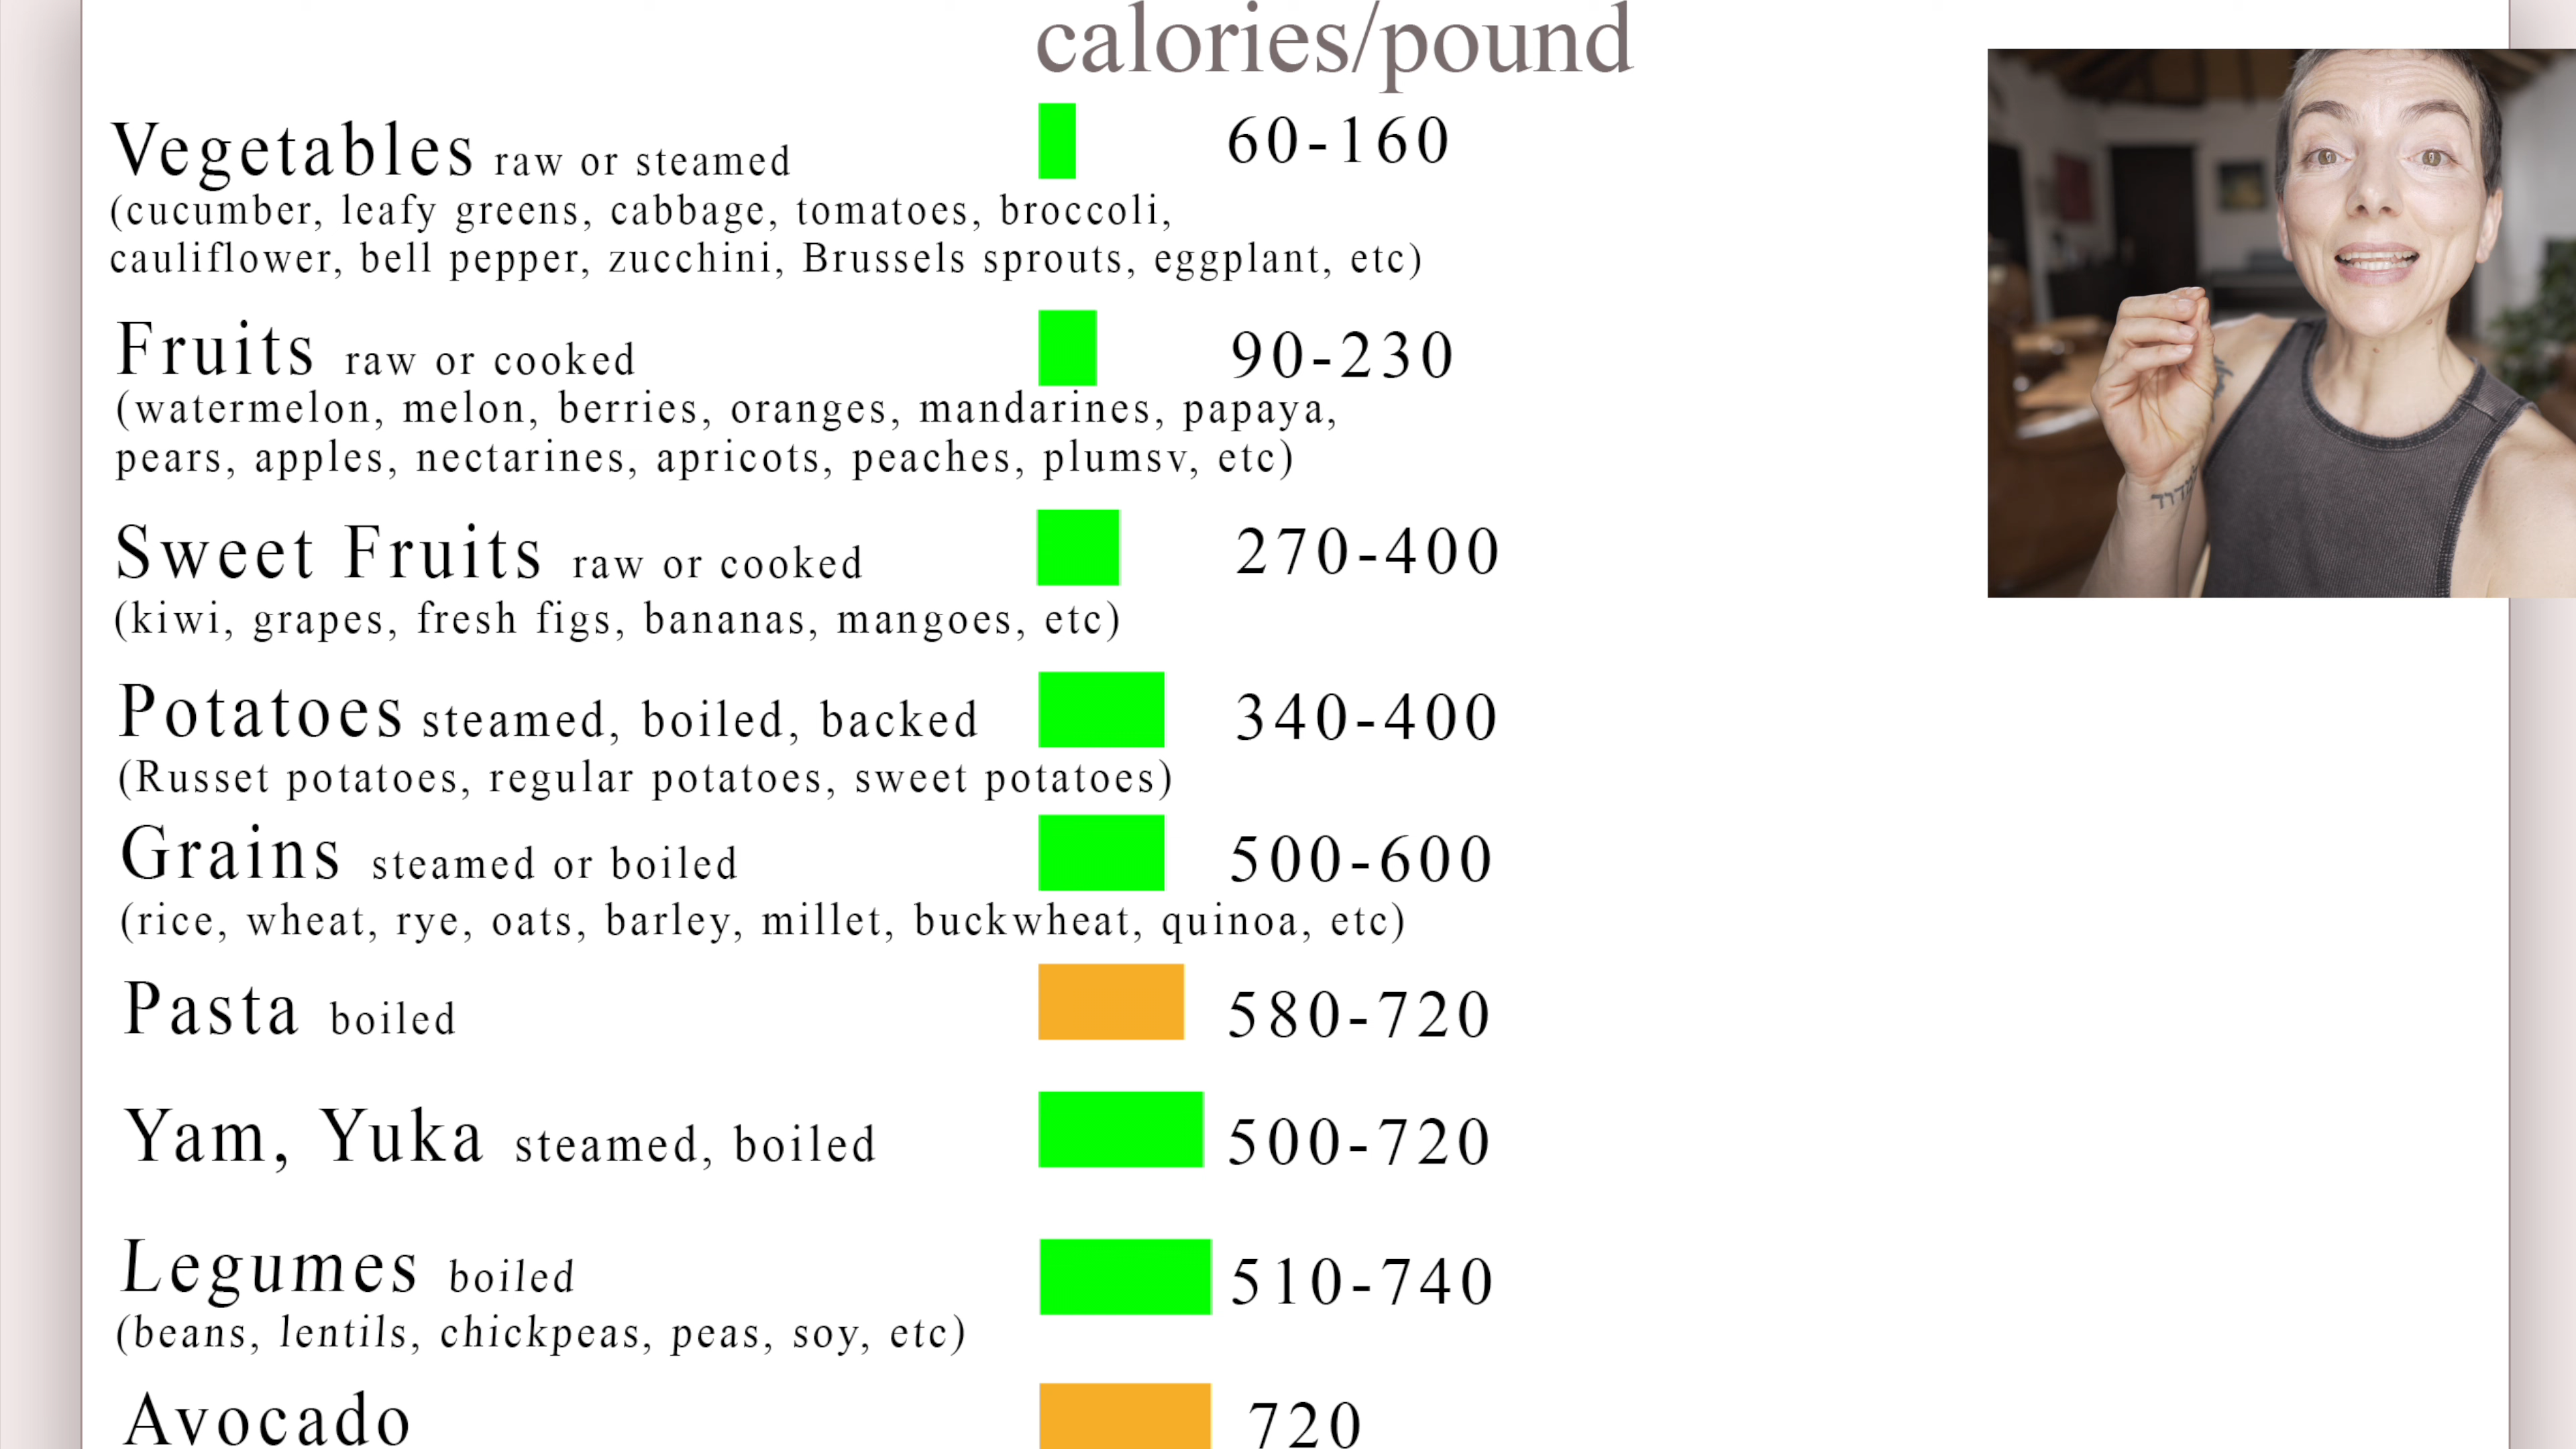 calories/pound
Vegetables raw or steamed 60-160
(cucumber, leafy greens, cabbage, tomatoes, broccoli,
cauliflower, bell pepper, zucchini, Brussels sprouts, eggplant, etc)
Fruits raw or cooked 90-230
(watermelon, melon, berries, oranges, mandarines, papaya,
pears, apples, nectarines, apricots, peaches, plumsv, etc)
Sweet Fruits raw or cooked 270-400
(kiwi, grapes, fresh figs, bananas, mangoes, etc)
Potatoes steamed, boiled, backed 340-400
(Russet potatoes, regular potatoes, sweet potatoes)
Grains steamed or boiled 500-600
(rice, wheat, rye, oats, barley, millet, buckwheat, quinoa, etc)
Pasta boiled 580-720
Yam, Yuka steamed, boiled 500-720
Legumes boiled 510-740
(beans, lentils, chickpeas, peas, soy, etc)
Avocado 720